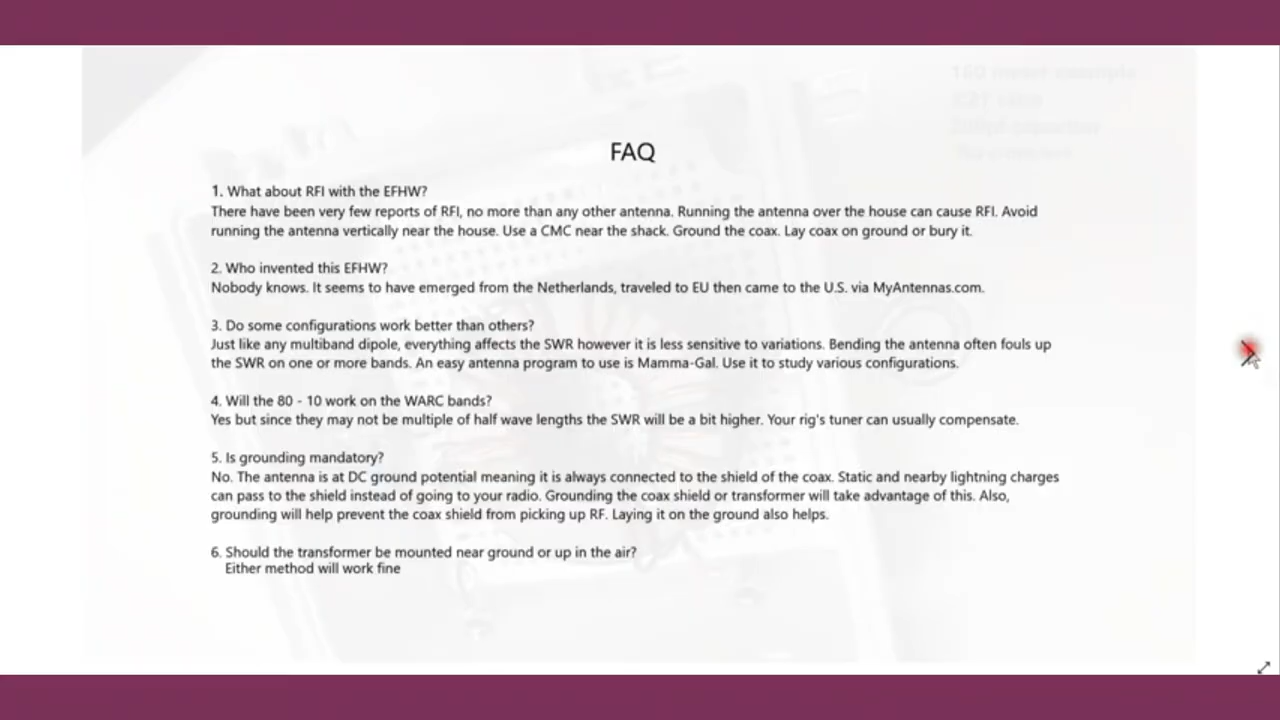 FAQ
1. What about RFI with the EFHW?
There have been very few reports of RFI, no more than any other antenna. Running the antenna over the house can cause RFI. Avoid
running the antenna vertically near the house. Use a CMC near the shack. Ground the coax. Lay coax on ground or bury it.
2. Who invented this EFHW?
Nobody knows. It seems to have emerged from the Netherlands, traveled to EU then came to the U.S. via MyAntennas.com.
3. Do some configurations work better than others?
Just like any multiband dipole, everything affects the SWR however it is less sensitive to variations. Bending the antenna often fouls up
the SWR on one or more bands. An easy antenna program to use is Mamma-Gal. Use it to study various configurations.
4. Will the 80 - 10 work on the WARC bands?
Yes but since they may not be multiple of half wave lengths the SWR will be a bit higher. Your rig's tuner can usually compensate.
5. Is grounding mandatory?
No. The antenna is at DC ground potential meaning it is always connected to the shield of the coax. Static and nearby lightning charges
can pass to the shield instead of going to your radio. Grounding the coax shield or transformer will take advantage of this. Also,
grounding will help prevent the coax shield from picking up RF. Laying it on the ground also helps.
6. Should the transformer be mounted near ground or up in the air?
Either method will work fine